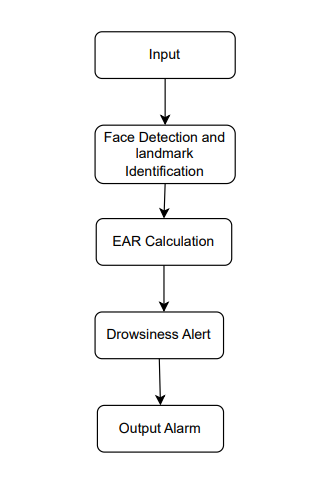 Input
Face Detection and
landmark
Identification
EAR Calculation
Drowsiness Alert
Output Alarm